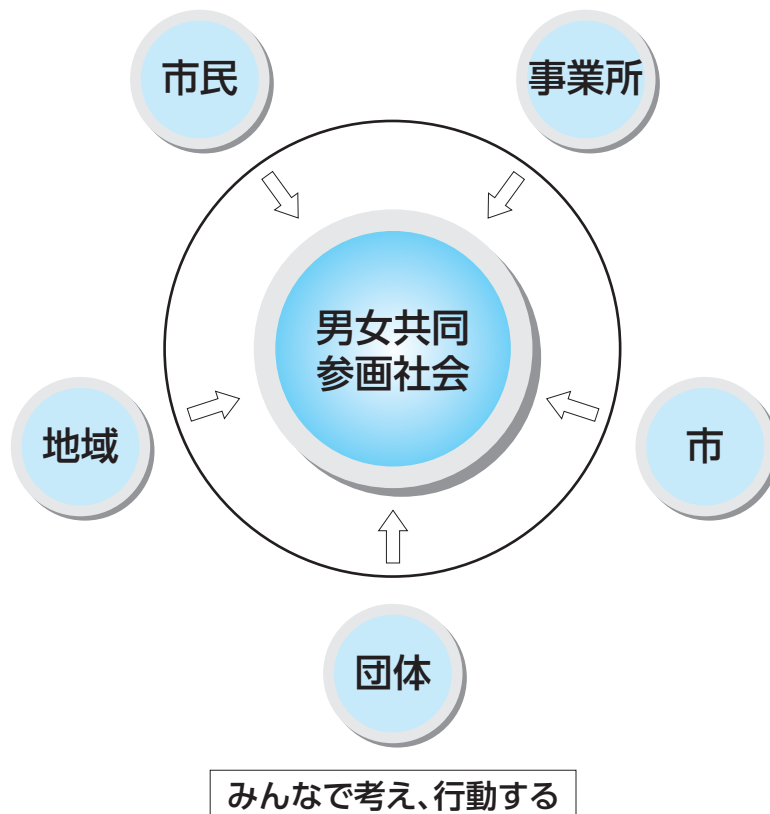 市民
事業所
男女共同
参画社会
地域
市
団体
みんなで考え、行動する